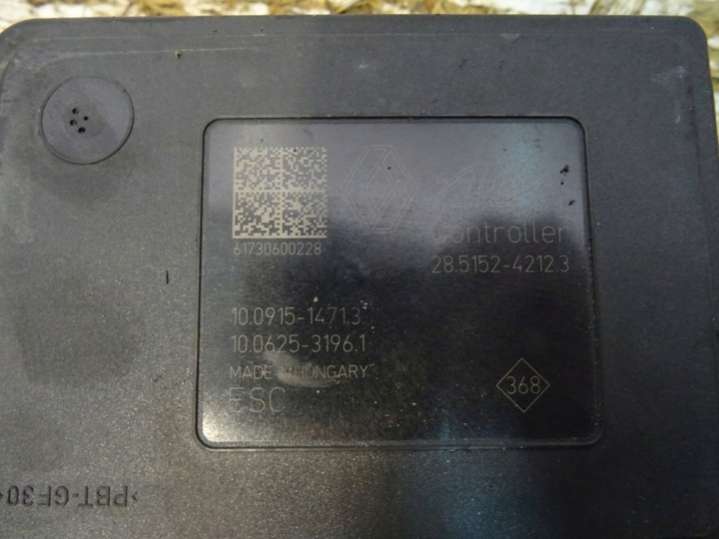 Controller
61730600228
28.5152-4212.3
10.0915-1471.3
10.0625-3196.1
MADE HUNGARY
ESC
368
>PBT-GF30<